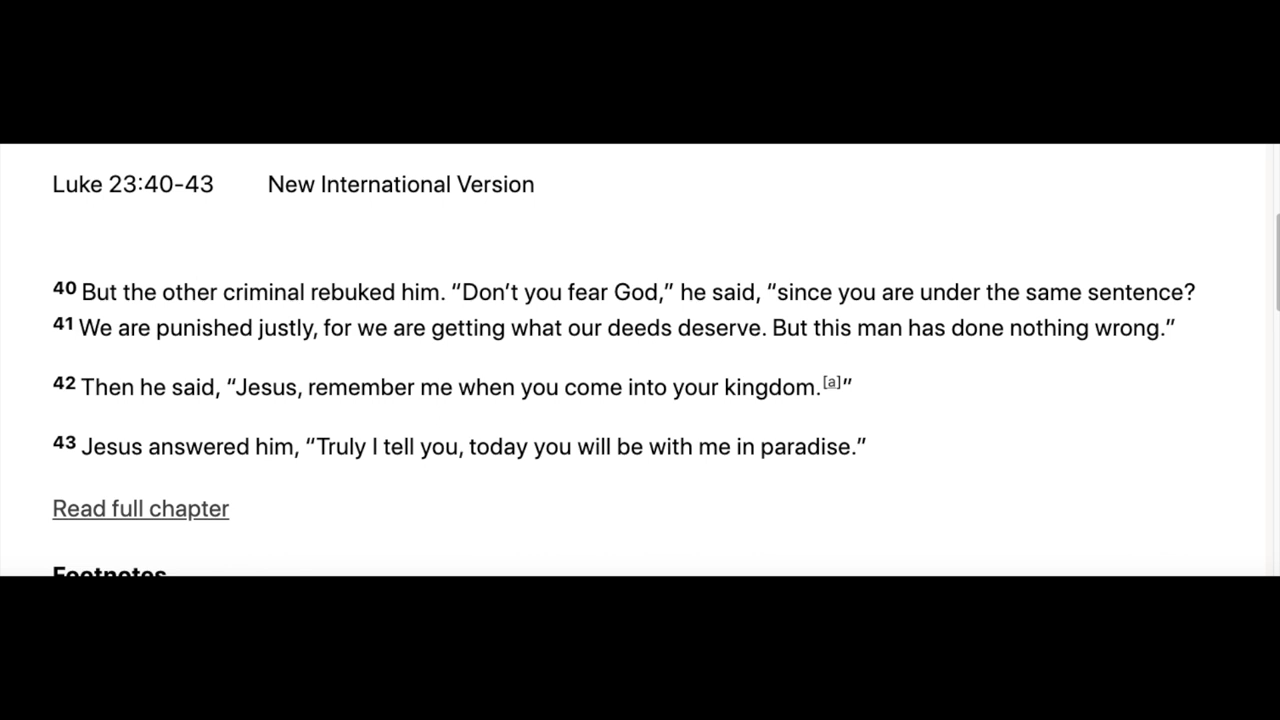 Luke 23:40-43 New International Version
40 But the other criminal rebuked him. “Don’t you fear God,” he said, “since you are under the same sentence?
41 We are punished justly, for we are getting what our deeds deserve. But this man has done nothing wrong.”
42 Then he said, “Jesus, remember me when you come into your kingdom.[a]”
43 Jesus answered him, “Truly I tell you, today you will be with me in paradise.”
Read full chapter
Footnotes